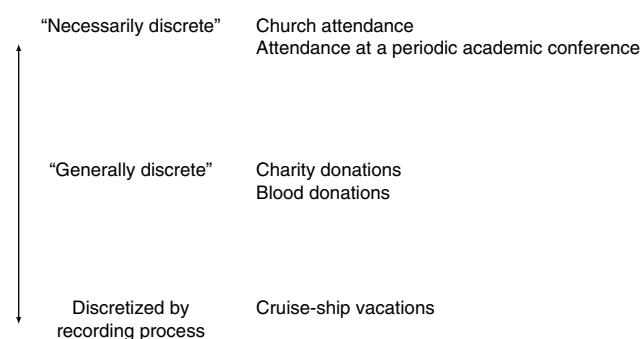 “Necessarily discrete” Church attendance
Attendance at a periodic academic conference
“Generally discrete” Charity donations
Blood donations
Discretized by Cruise-ship vacations
recording process